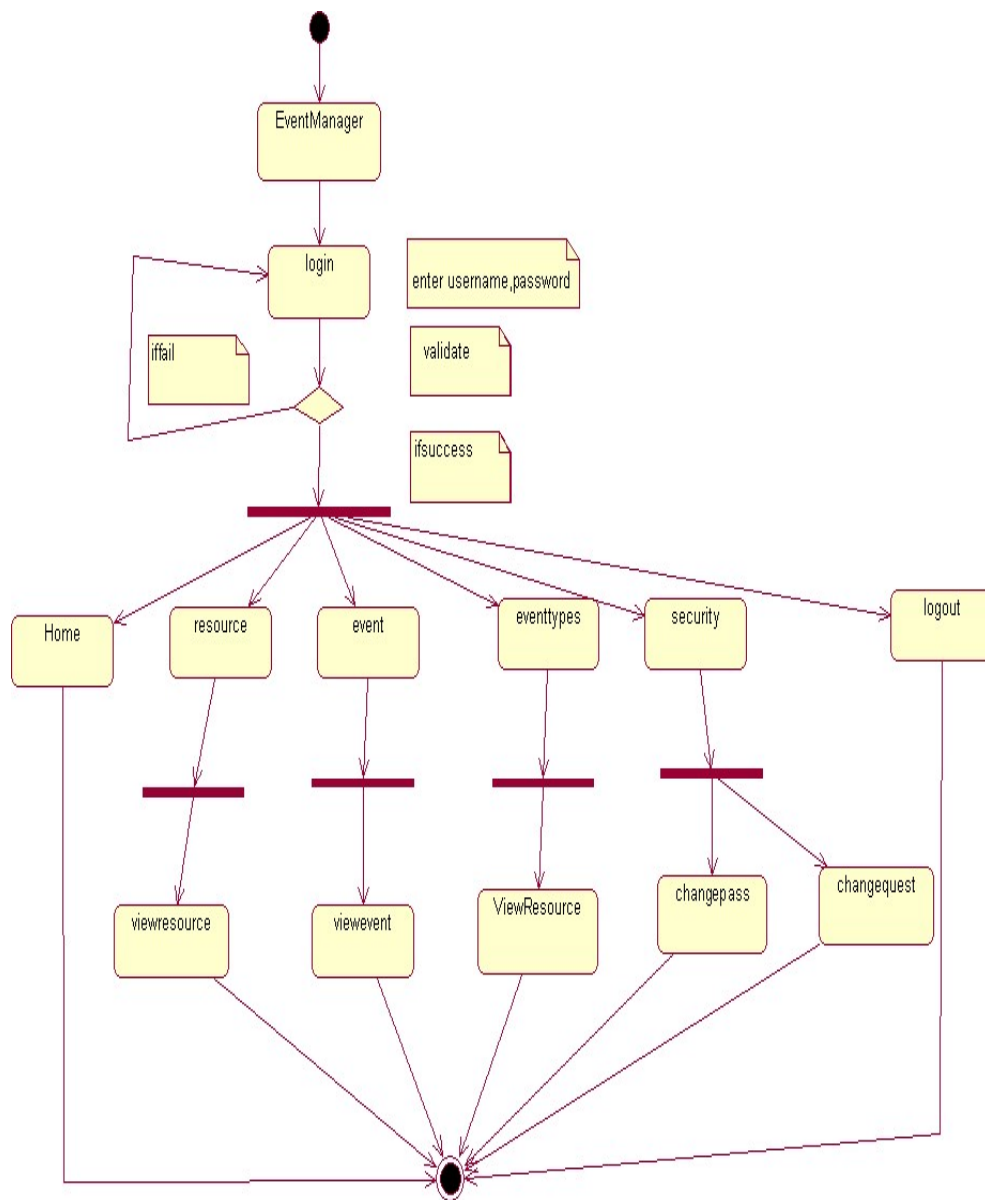 EventManager
login
enter username,password
iffail
validate
ifsuccess
Home
resource
event
eventtypes
security
logout
viewresource
viewevent
ViewResource
changepass
changequest